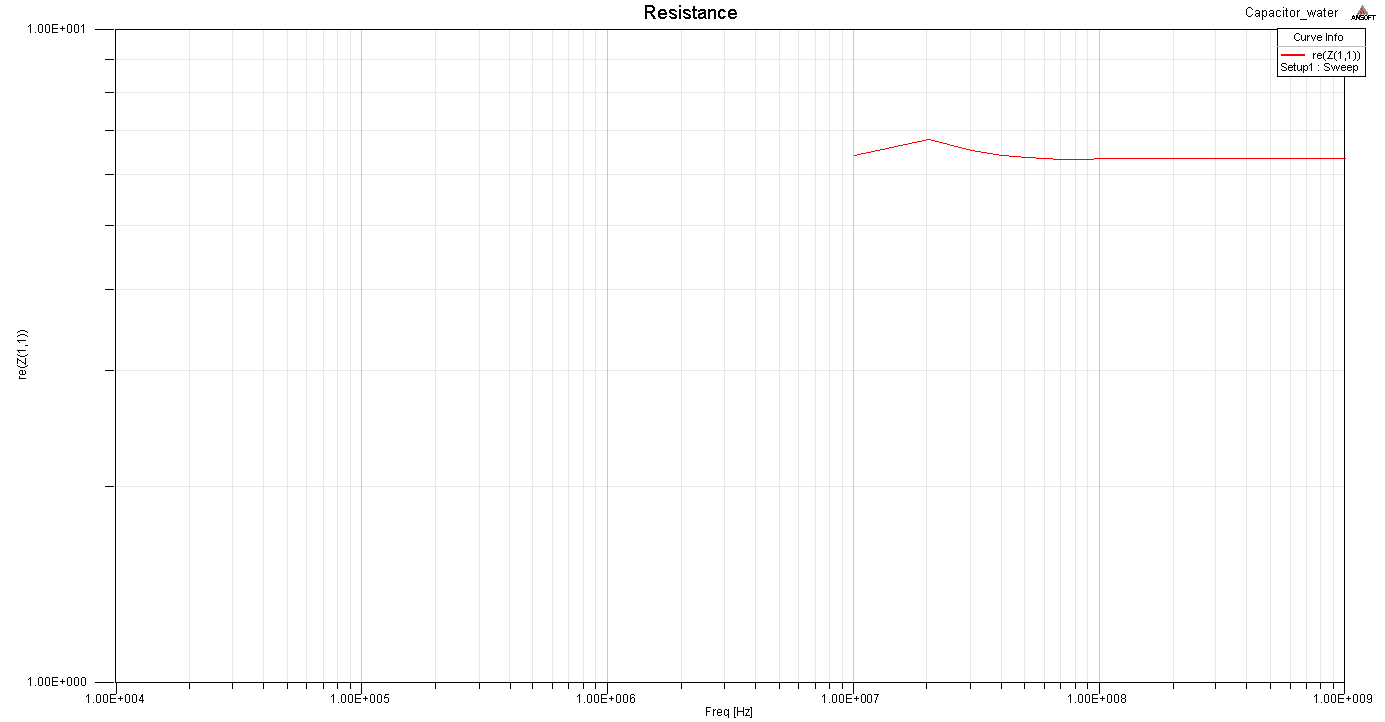 Resistance
Capacitor_water
ANSOFT
Curve Info
re(Z(1,1))
Setup1 : Sweep
1.00E+001
re(Z(1,1))
1.00E+000
1.00E+004 1.00E+005 1.00E+006 1.00E+007 1.00E+008 1.00E+009
Freq [Hz]